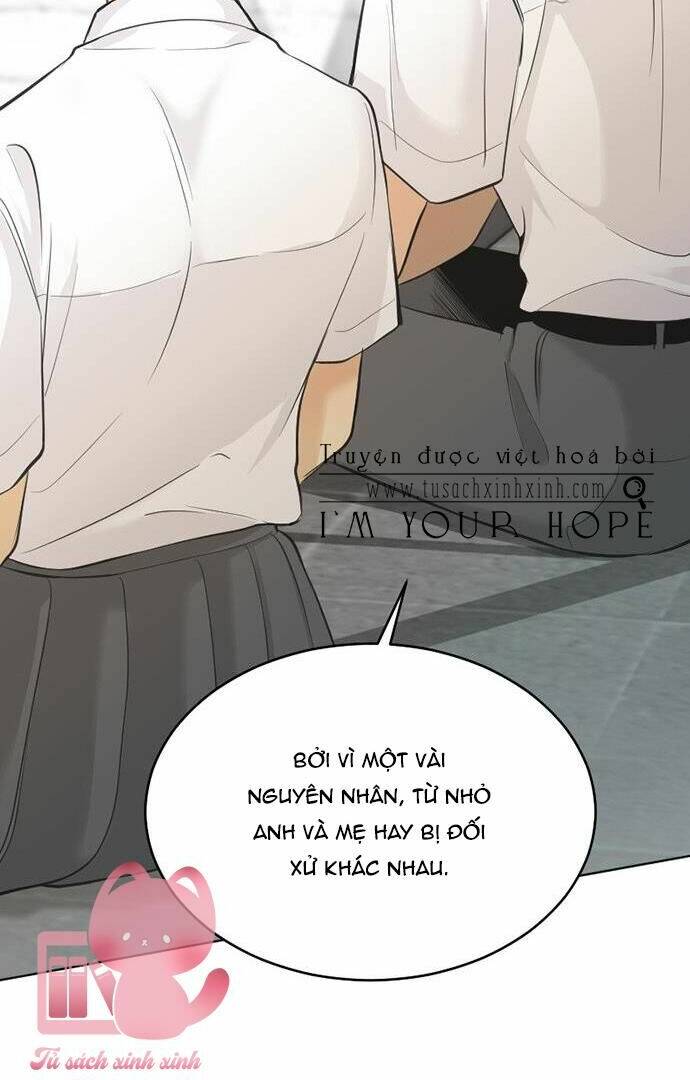 Truyện được việt hoá bởi
www.tusachxinhxinh.com
I'M YOUR HOPE
BỞI VÌ MỘT VÀI
NGUYÊN NHÂN, TỪ NHỎ
ANH VÀ MẸ HAY BỊ ĐỐI
XỬ KHÁC NHAU.
Tủ sách xinh xinh